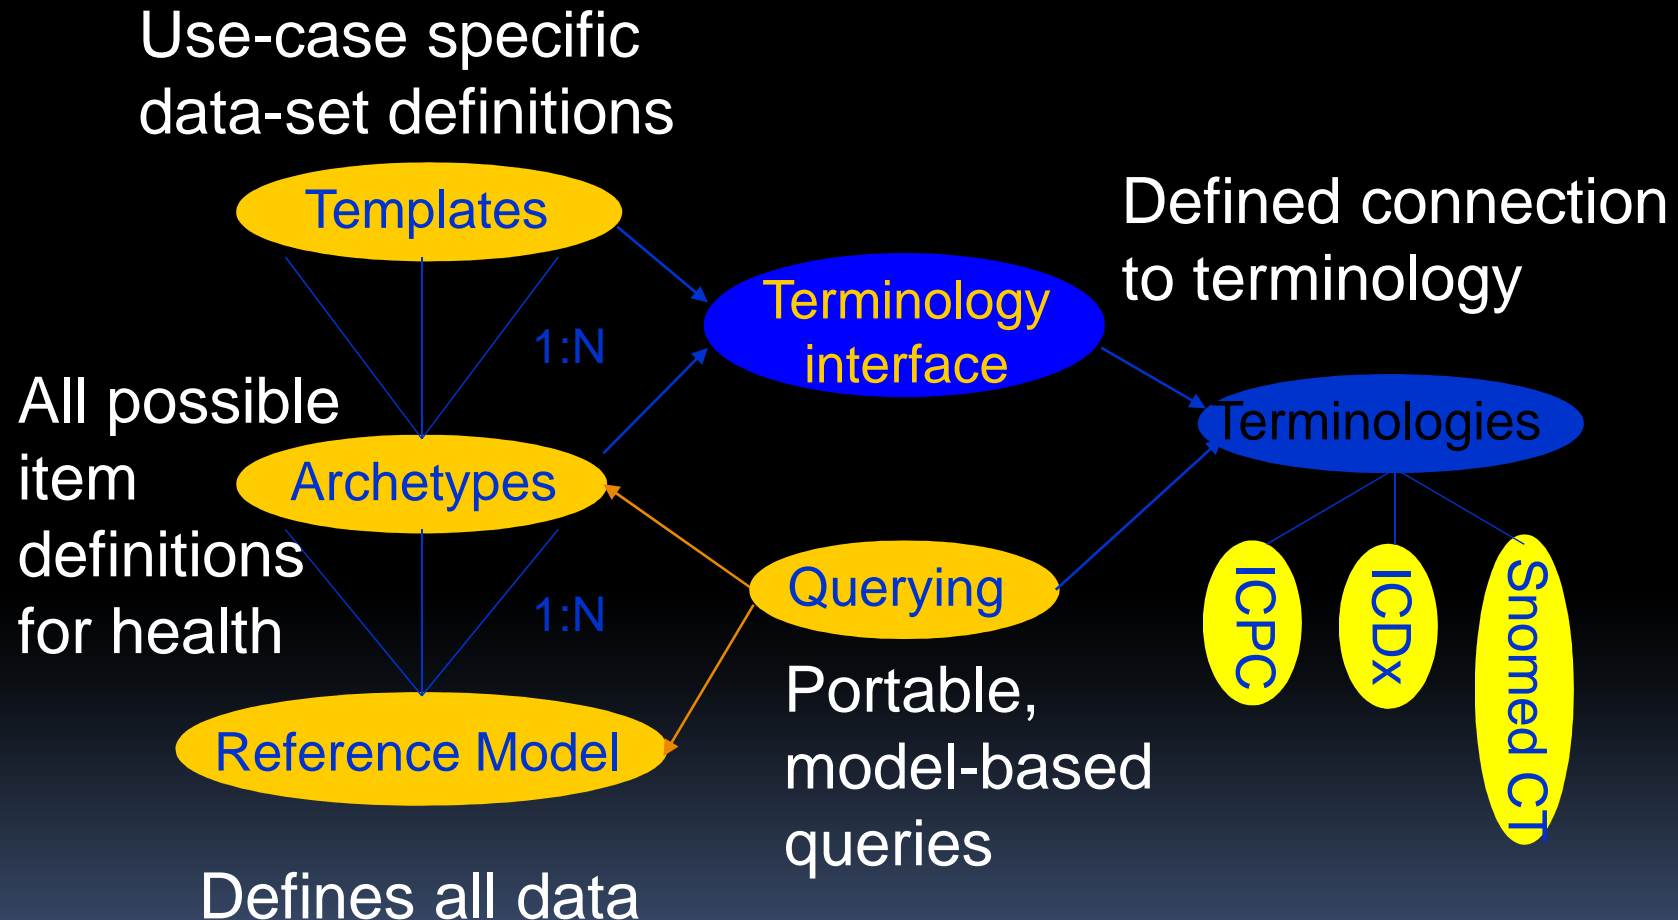 Use-case specific
data-set definitions
Templates
Defined connection
to terminology
Terminology
interface
1:N
All possible
item
definitions
for health
Terminologies
Archetypes
Querying
1:N
ICPC
ICDx
Snomed CT
Portable,
model-based
queries
Reference Model
Defines all data